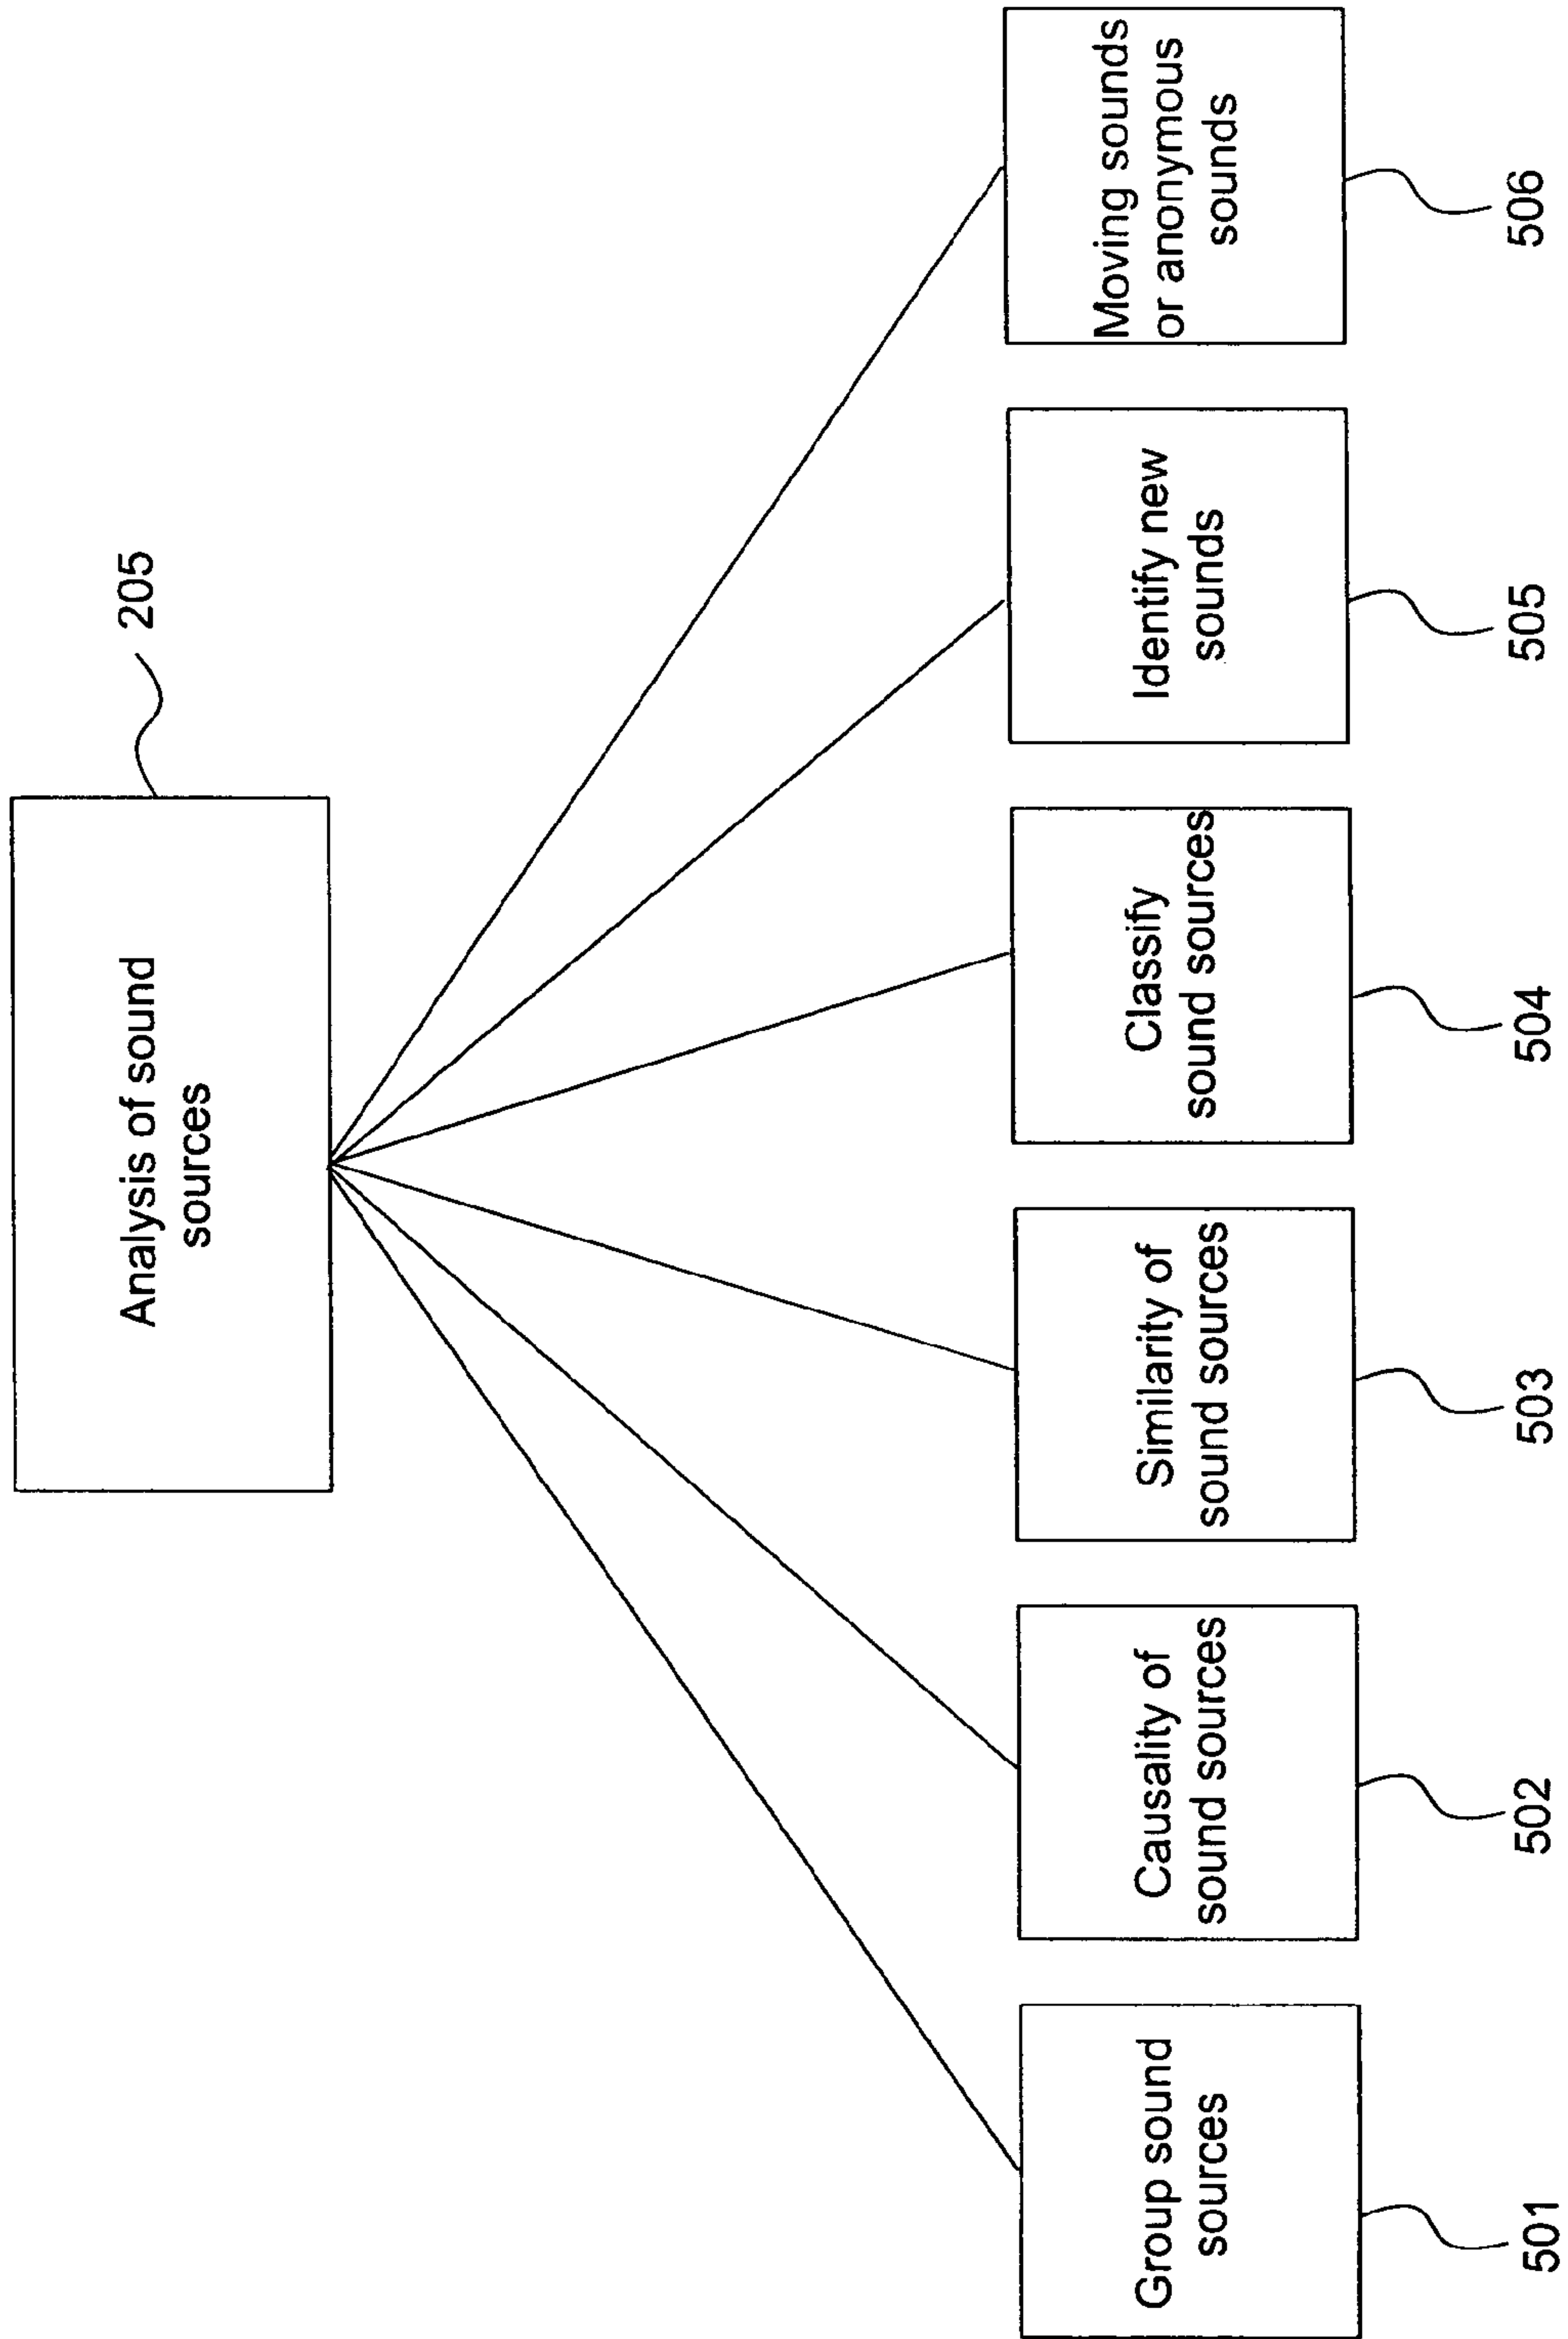 Analysis of sound
sources
205
Group sound
sources
501
Causality of
sound sources
502
Similarity of
sound sources
503
Classify
sound sources
504
Identify new
sounds
505
Moving sounds
or anonymous
sounds
506